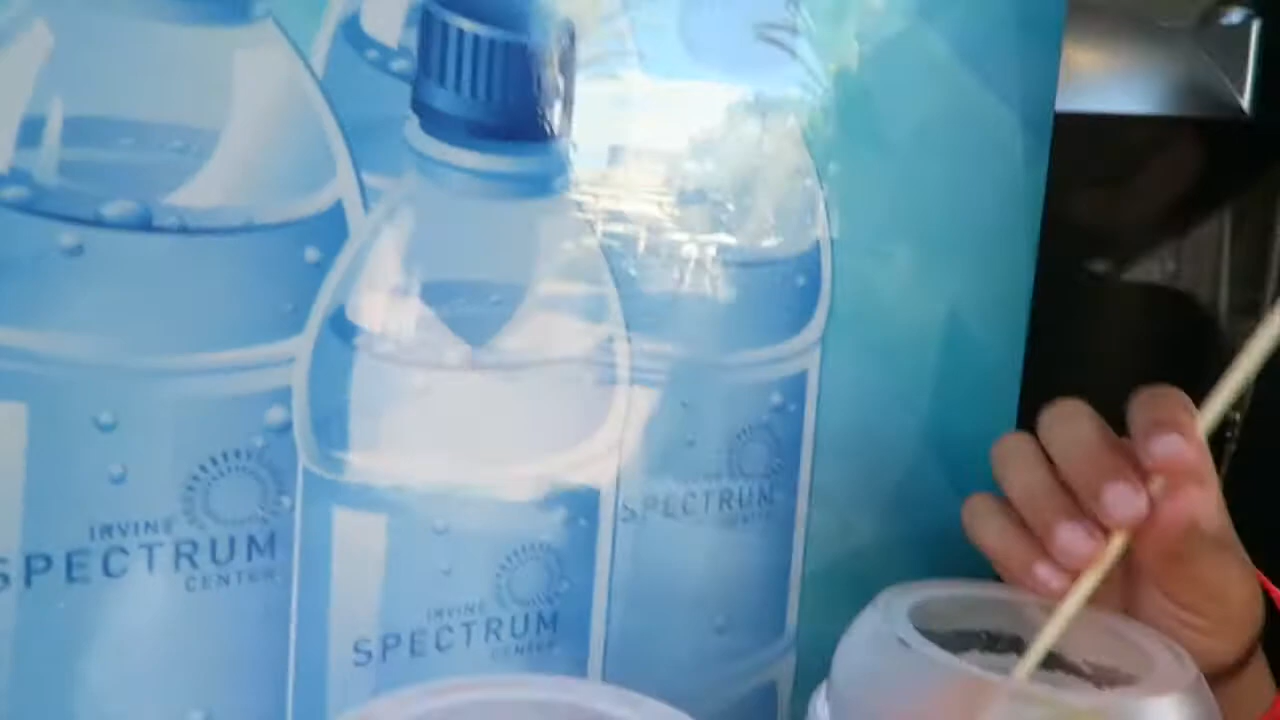 IRVINE
SPECTRUM
CENTER
IRVINE
SPECTRUM
CENTER
SPECTRUM